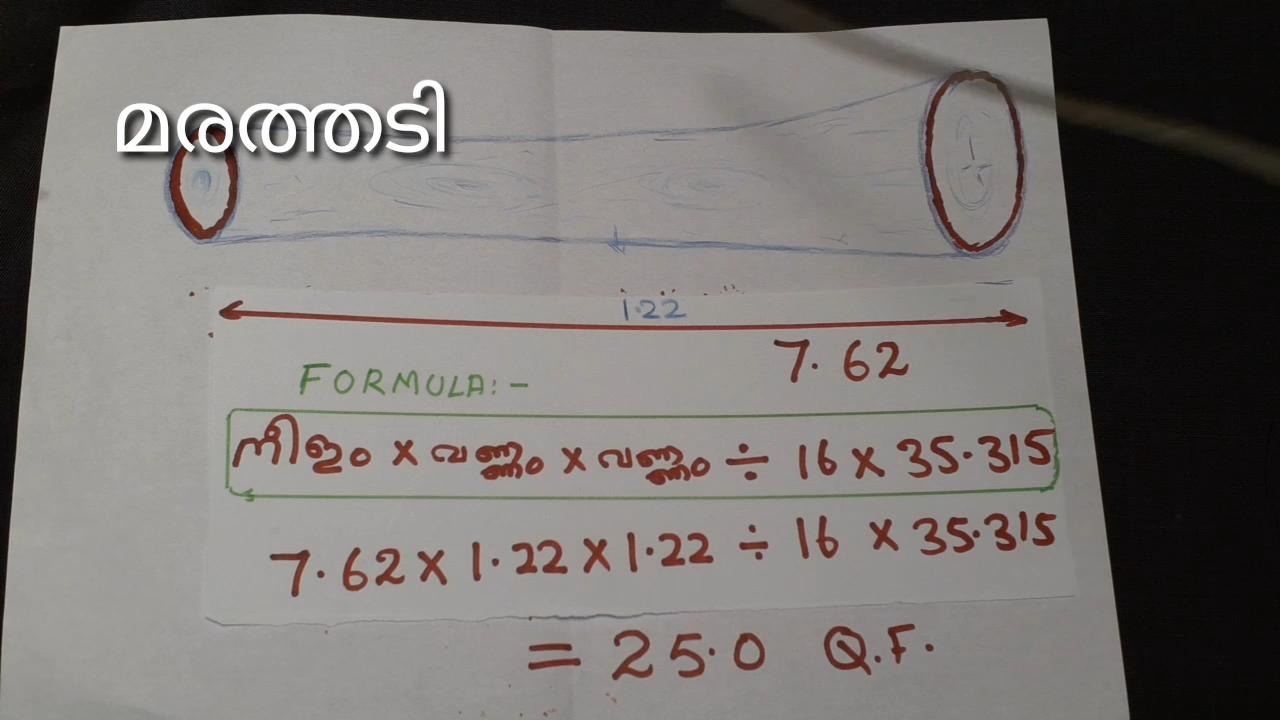 മരത്തടി
1.22
7.62
FORMULA:-
നീളം x വണ്ണം x വണ്ണം ÷ 16 x 35.315
7.62 x 1.22 x 1.22 ÷ 16 x 35.315
= 25.0 Q.F.